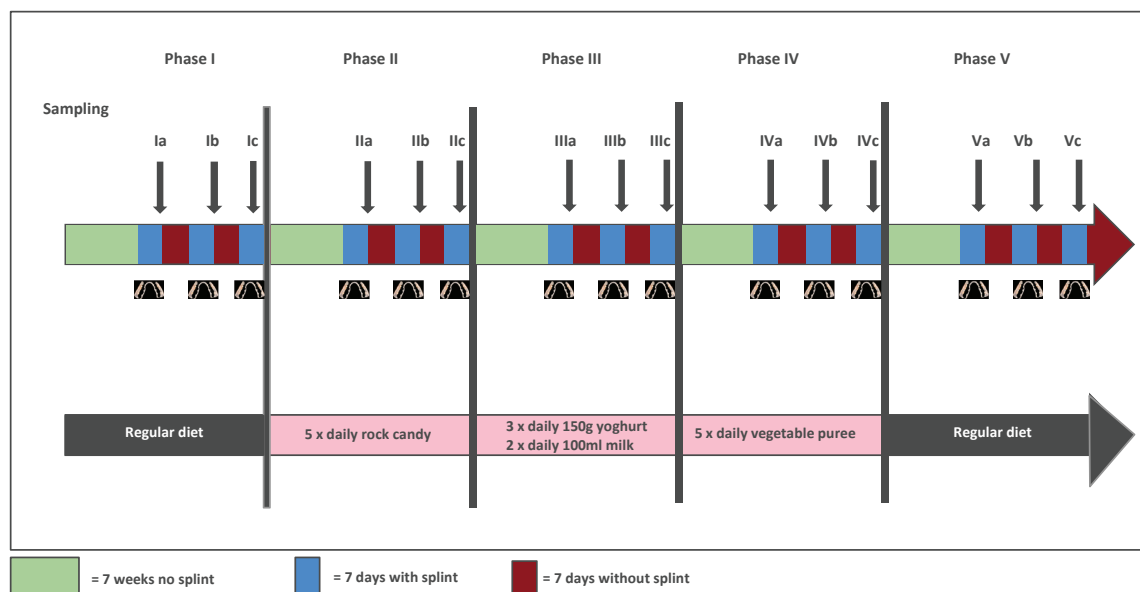 Phase I
Phase II
Phase III
Phase IV
Phase V
Sampling
Ia
Ib
Ic
IIa
IIb
IIc
IIIa
IIIb
IIIc
IVa
IVb
IVc
Va
Vb
Vc
Regular diet
5 x daily rock candy
3 x daily 150g yoghurt
2 x daily 100ml milk
5 x daily vegetable puree
Regular diet
= 7 weeks no splint
= 7 days with splint
= 7 days without splint